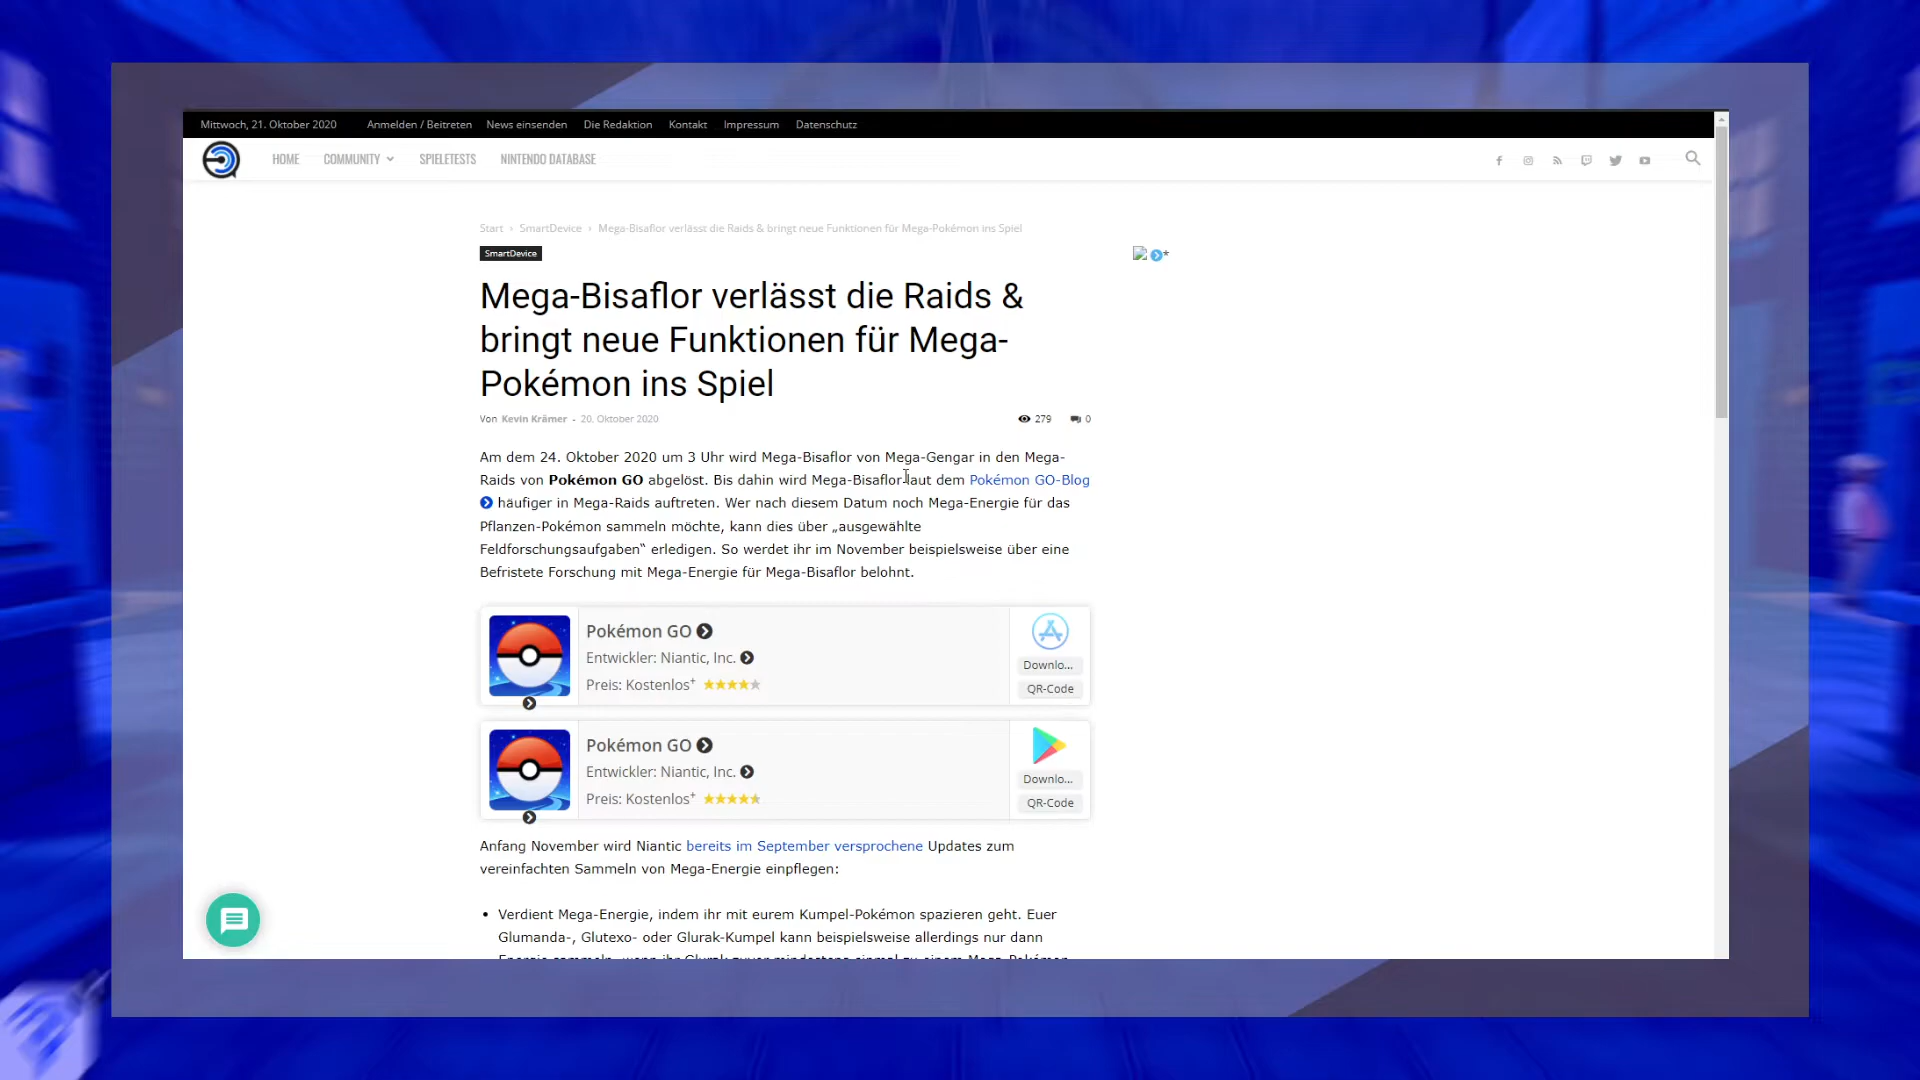 Mittwoch, 21. Oktober 2020 Anmelden / Beitreten News einsenden Die Redaktion Kontakt Impressum Datenschutz
HOME COMMUNITY SPIELETESTS NINTENDO DATABASE
Start › SmartDevice › Mega-Bisaflor verlässt die Raids & bringt neue Funktionen für Mega-Pokémon ins Spiel
SmartDevice
*
Mega-Bisaflor verlässt die Raids &
bringt neue Funktionen für Mega-
Pokémon ins Spiel
Von Kevin Krämer - 20. Oktober 2020 279 0
Am dem 24. Oktober 2020 um 3 Uhr wird Mega-Bisaflor von Mega-Gengar in den Mega-
Raids von Pokémon GO abgelöst. Bis dahin wird Mega-Bisaflor laut dem Pokémon GO-Blog
häufiger in Mega-Raids auftreten. Wer nach diesem Datum noch Mega-Energie für das
Pflanzen-Pokémon sammeln möchte, kann dies über „ausgewählte
Feldforschungsaufgaben“ erledigen. So werdet ihr im November beispielsweise über eine
Befristete Forschung mit Mega-Energie für Mega-Bisaflor belohnt.
Pokémon GO
Entwickler: Niantic, Inc.
Preis: Kostenlos+
Downlo...
QR-Code
Pokémon GO
Entwickler: Niantic, Inc.
Preis: Kostenlos+
Downlo...
QR-Code
Anfang November wird Niantic bereits im September versprochene Updates zum
vereinfachten Sammeln von Mega-Energie einpflegen:
• Verdient Mega-Energie, indem ihr mit eurem Kumpel-Pokémon spazieren geht. Euer
Glumanda-, Glutexo- oder Glurak-Kumpel kann beispielsweise allerdings nur dann